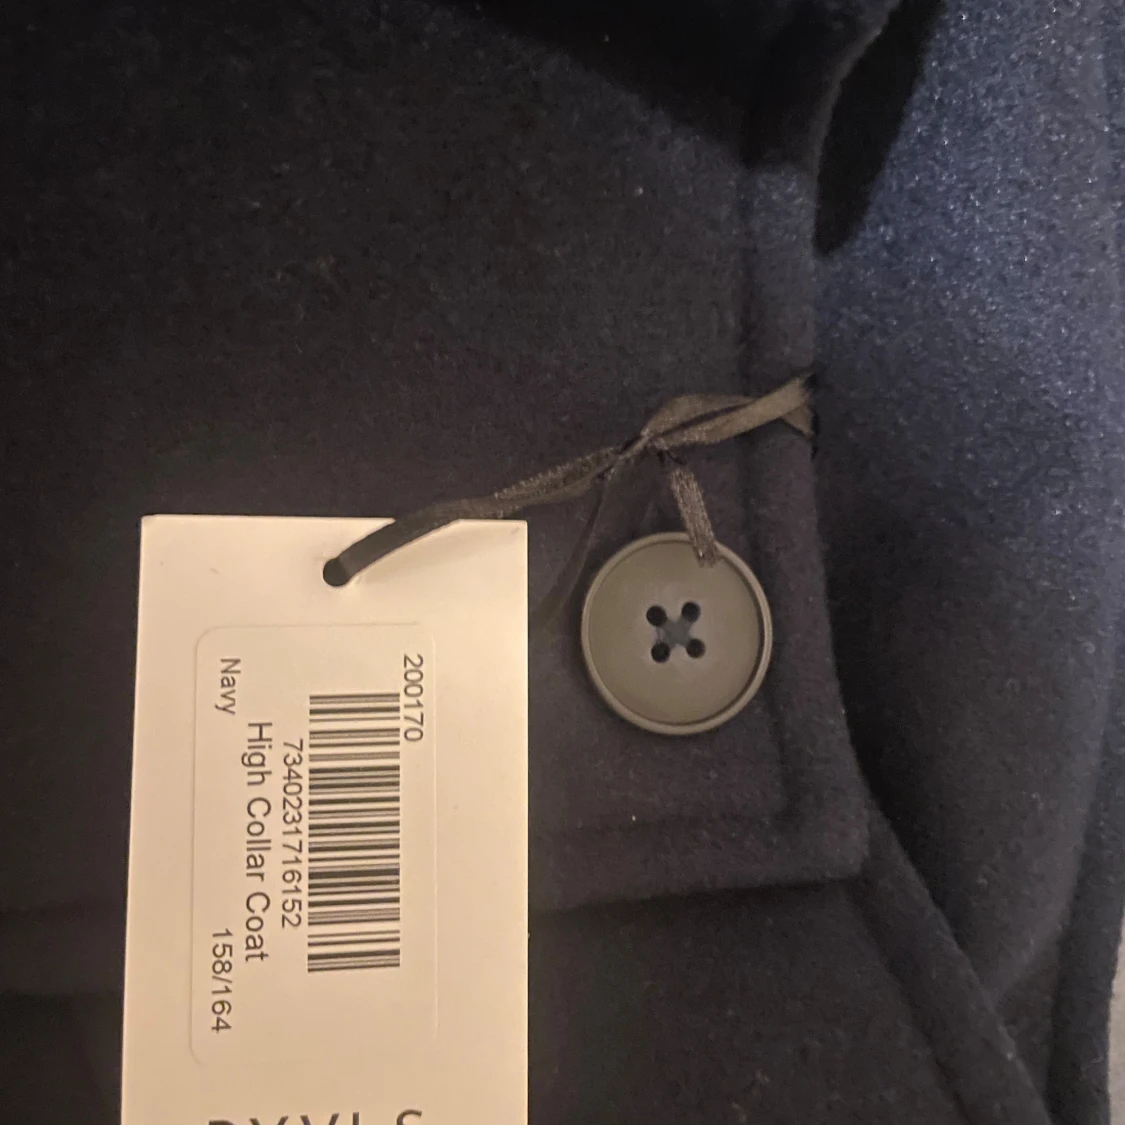 200170
7340231716152
High Collar Coat
Navy
158/164